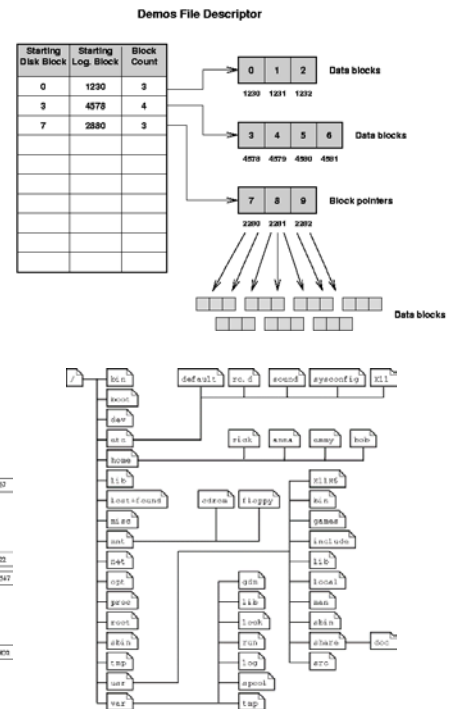 Demos File Descriptor
Starting Starting Block
Disk Block Log. Block Count
0 1230 3
3 4578 4
7 2880 3
0 1 2 Data blocks
1230 1231 1232
3 4 5 6 Data blocks
4578 4579 4580 4581
7 8 9 Block pointers
2280 2281 2282
Data blocks
/ bin default rc.d sound sysconfig X11
boot
dev
etc rick anna emmy bob
home
lib X11R6
lost+found cdrom floppy bin
misc games
mnt include
net lib
opt gdm local
proc lib man
root lock sbin
sbin run share doc
tmp log src
usr spool
var tmp